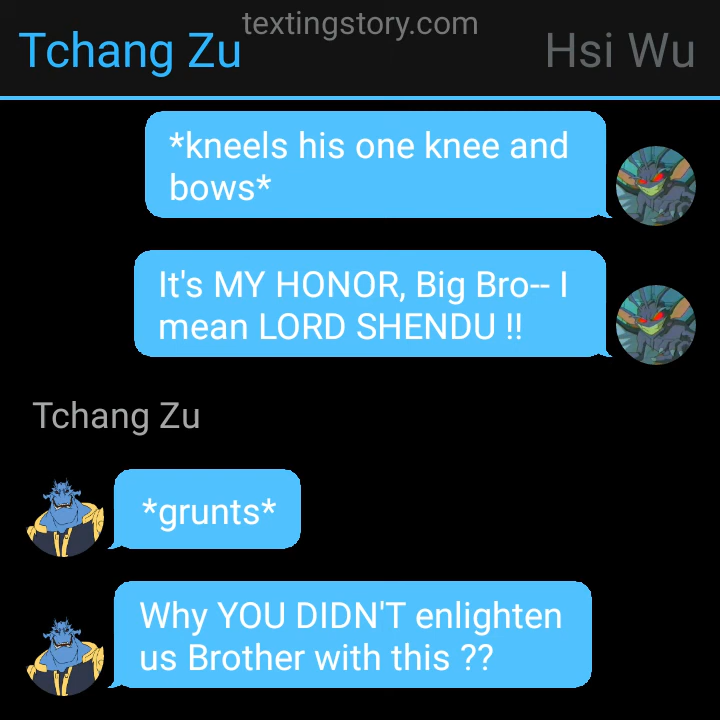 textingstory.com
Tchang Zu
Hsi Wu
*kneels his one knee and
bows*
It's MY HONOR, Big Bro-- I
mean LORD SHENDU !!
Tchang Zu
*grunts*
Why YOU DIDN'T enlighten
us Brother with this ??